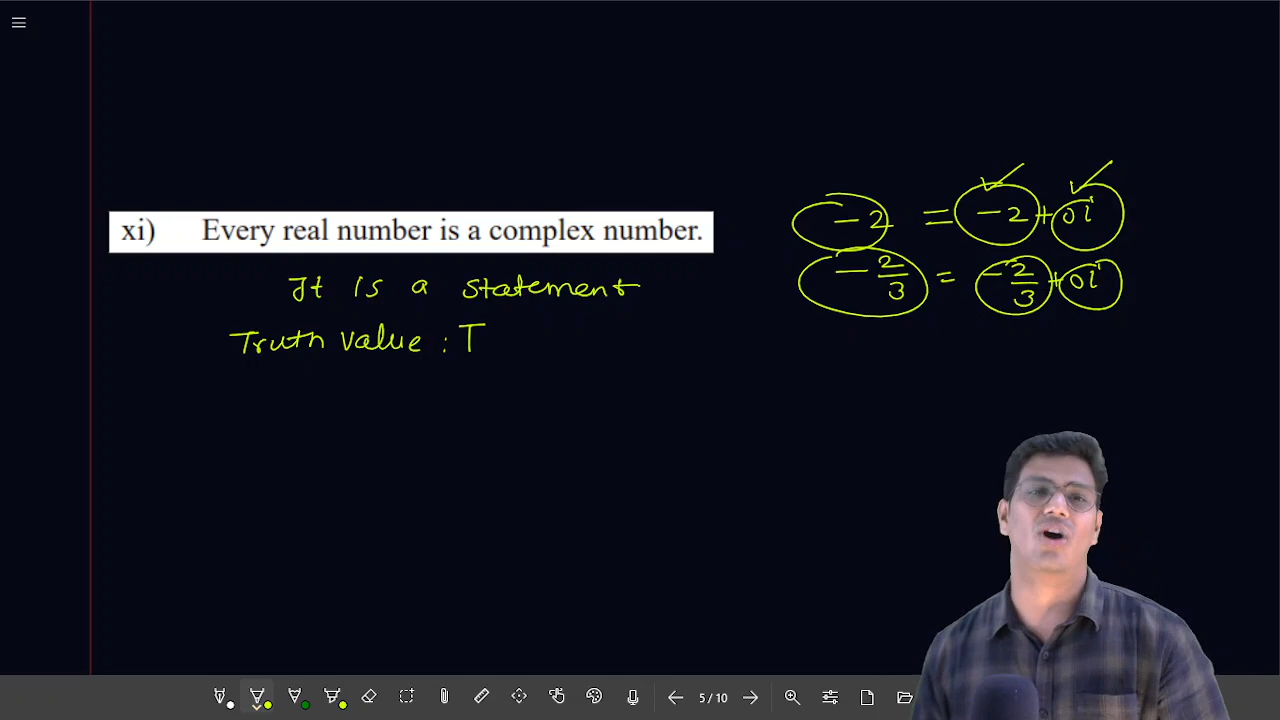 xi) Every real number is a complex number.
It is a statement
Truth value : T
-2 = -2 + 0i
-2/3 = -2/3 + 0i
5/10